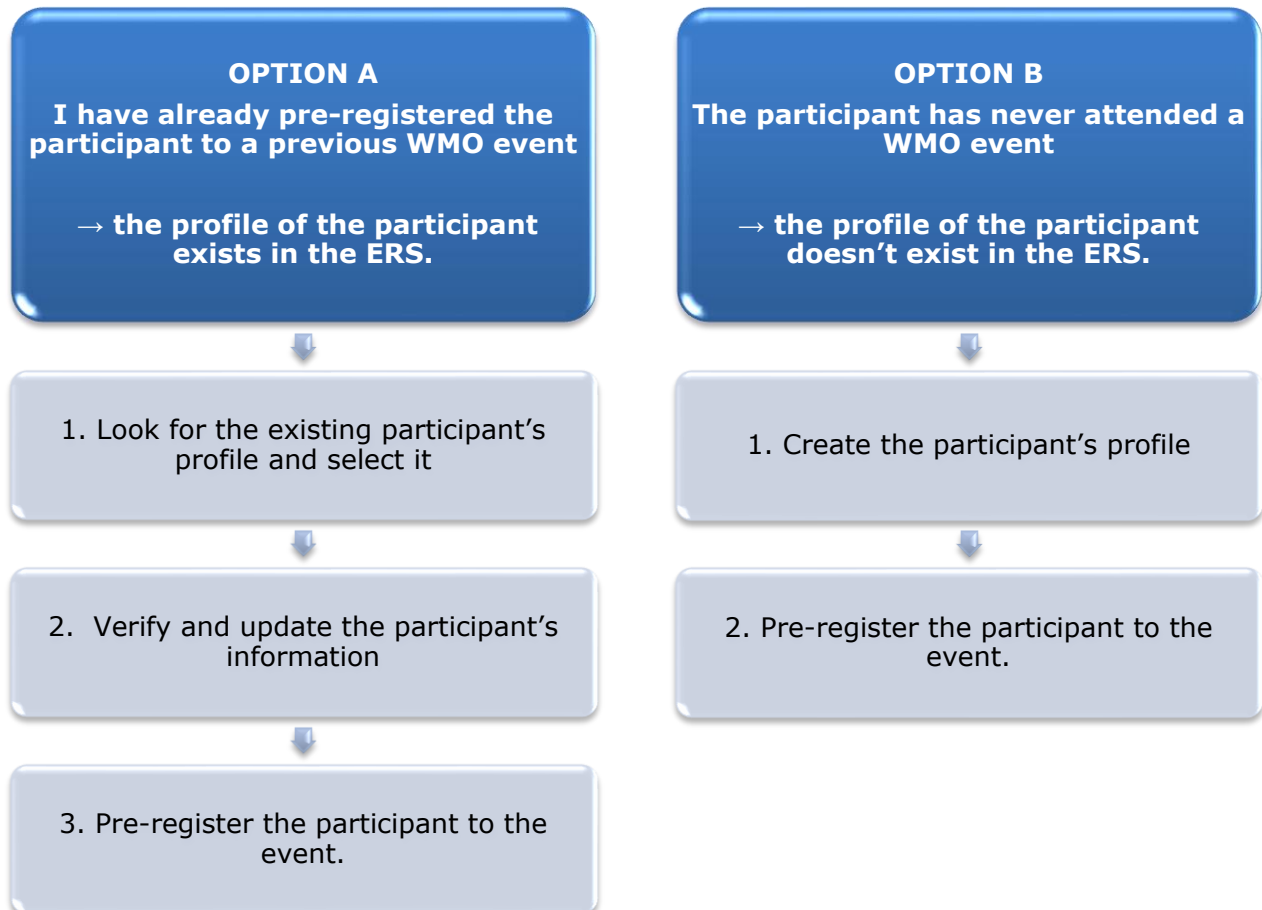 OPTION A
I have already pre-registered the
participant to a previous WMO event
→ the profile of the participant
exists in the ERS.
1. Look for the existing participant’s
profile and select it
2.  Verify and update the participant’s
information
3. Pre-register the participant to the
event.
OPTION B
The participant has never attended a
WMO event
→ the profile of the participant
doesn’t exist in the ERS.
1. Create the participant’s profile
2. Pre-register the participant to the
event.